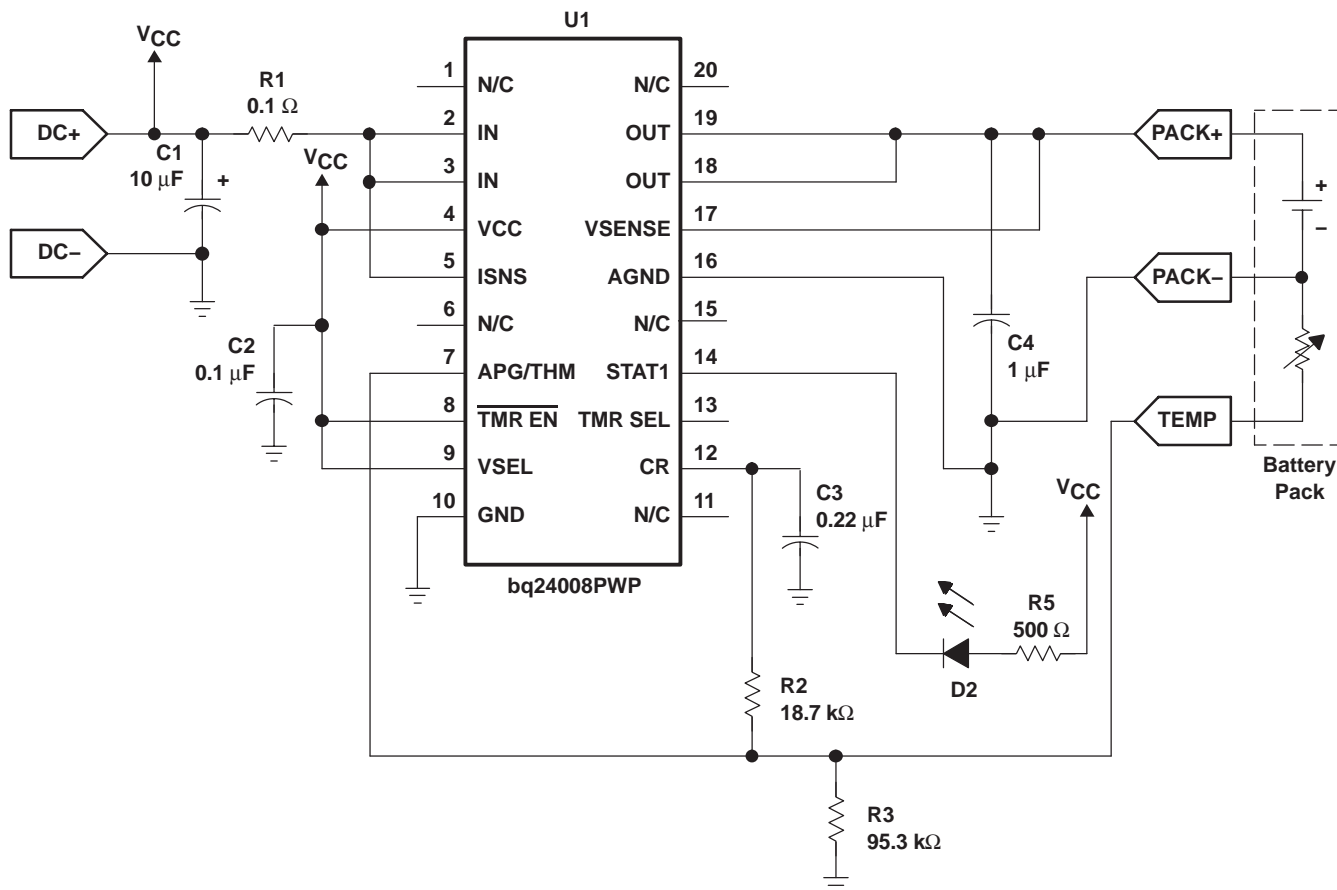 U1
VCC
R1
0.1 Ω
DC+
C1
10 μF
+
DC−
VCC
C2
0.1 μF
1
N/C
2
IN
3
IN
4
VCC
5
ISNS
6
N/C
7
APG/THM
8
TMR EN
9
VSEL
10
GND
20
N/C
19
OUT
18
OUT
17
VSENSE
16
AGND
15
N/C
14
STAT1
13
TMR SEL
12
CR
11
N/C
bq24008PWP
C3
0.22 μF
C4
1 μF
PACK+
+
−
PACK−
TEMP
Battery
Pack
VCC
R5
500 Ω
D2
R2
18.7 kΩ
R3
95.3 kΩ